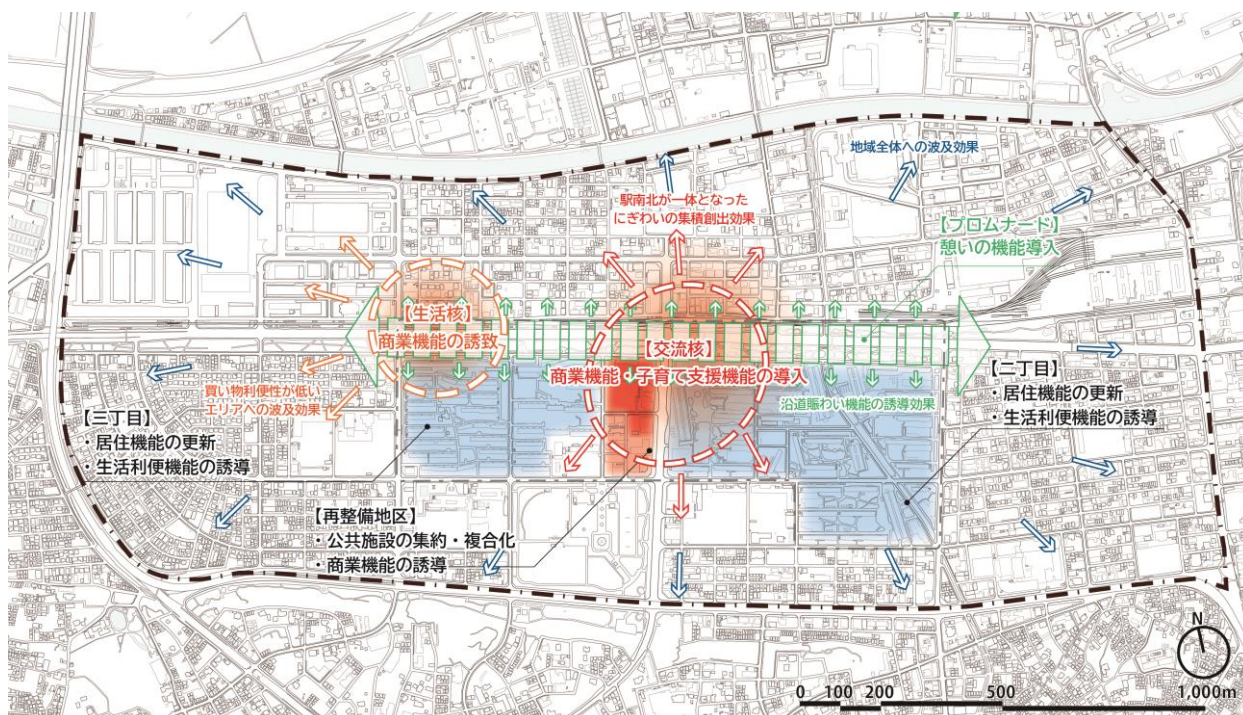 地域全体への波及効果
駅南北が一体となった
にぎわいの集積創出効果
【プロムナード】
憩いの機能導入
【生活核】
商業機能の誘致
【交流核】
商業機能・子育て支援機能の導入
買い物利便性が低い
エリアへの波及効果
沿道賑わい機能の誘導効果
【三丁目】
・居住機能の更新
・生活利便機能の誘導
【二丁目】
・居住機能の更新
・生活利便機能の誘導
【再整備地区】
・公共施設の集約・複合化
・商業機能の誘導
N
0 100 200 500 1,000m